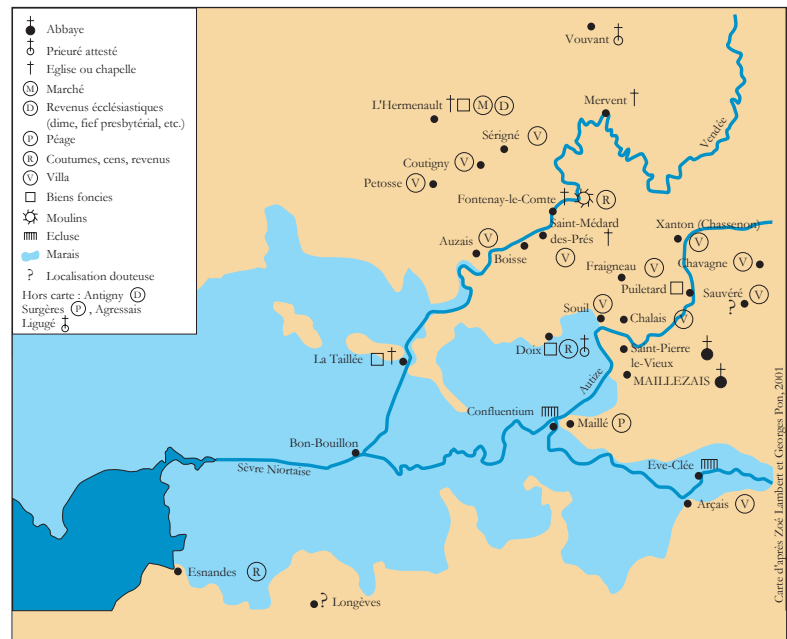 Abbaye
Prieuré attesté
Eglise ou chapelle
M Marché
D Revenus écclésiastiques
(dime, fief presbytérial, etc.)
P Péage
R Coutumes, cens, revenus
V Villa
Biens foncies
Moulins
Ecluse
Marais
? Localisation douteuse
Hors carte : Antigny D
Surgères P , Agressais
Ligugé
Vouvant
L'Hermenault M D
Mervent
Vendée
Sérigné V
Coutigny V
Petosse V
Fontenay-le-Comte R
Saint-Médard
des-Prés
V
Auzais V
Boisse
Xanton (Chassenon)
V
Fraigneau V
Chavagne V
Puiletard
Sauvéré V
?
Souil V
Chalais V
Doix R
Saint-Pierre
le-Vieux
MAILLEZAIS
La Taillée
Autize
Confluentium
Maillé P
Bon-Bouillon
Sèvre Niortaise
Eve-Clée
Arçais V
Esnandes R
? Longèves
Carte d'après Zoé Lambert et Georges Pon, 2001